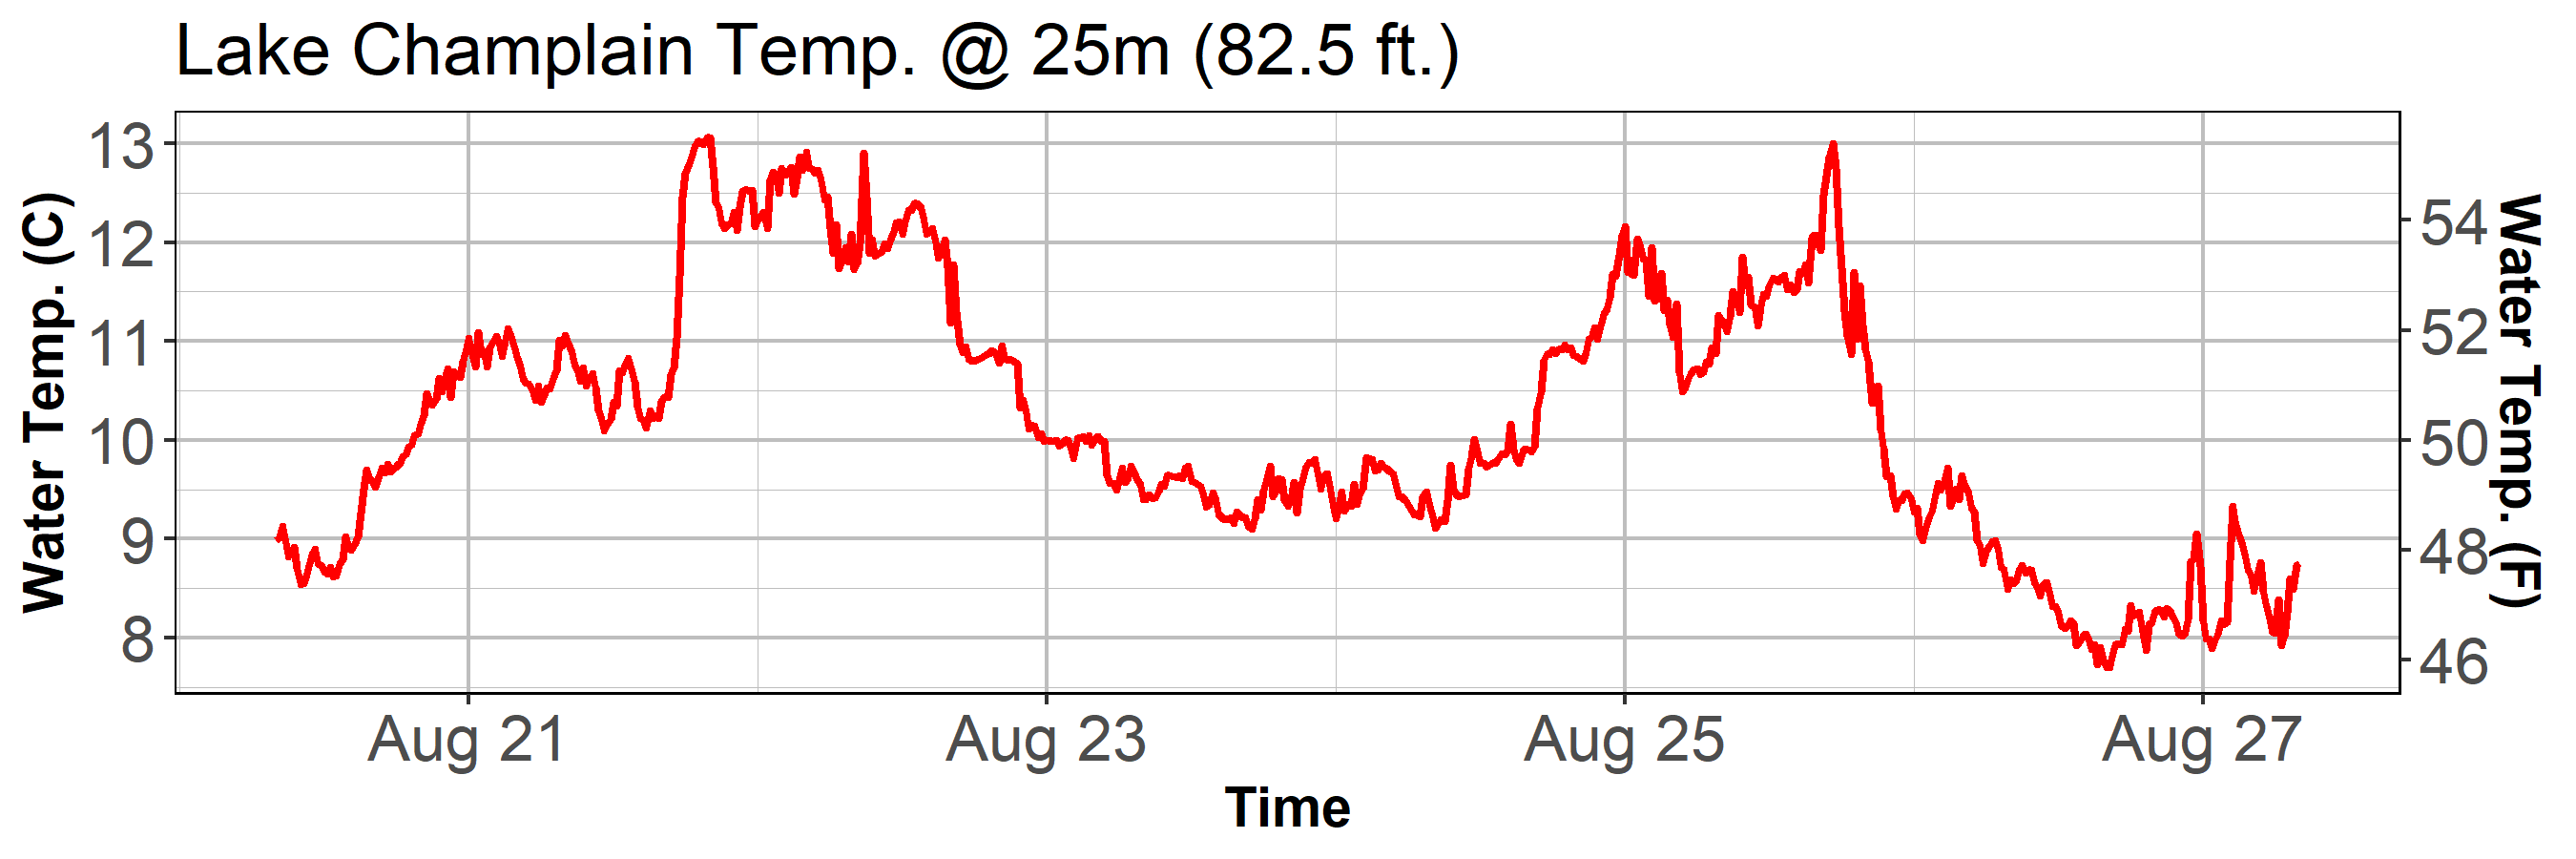 Lake Champlain Temp. @ 25m (82.5 ft.)
Water Temp. (C)
13
12
11
10
9
8
54
52
50
48
46
Water Temp. (F)
Aug 21
Aug 23
Aug 25
Aug 27
Time